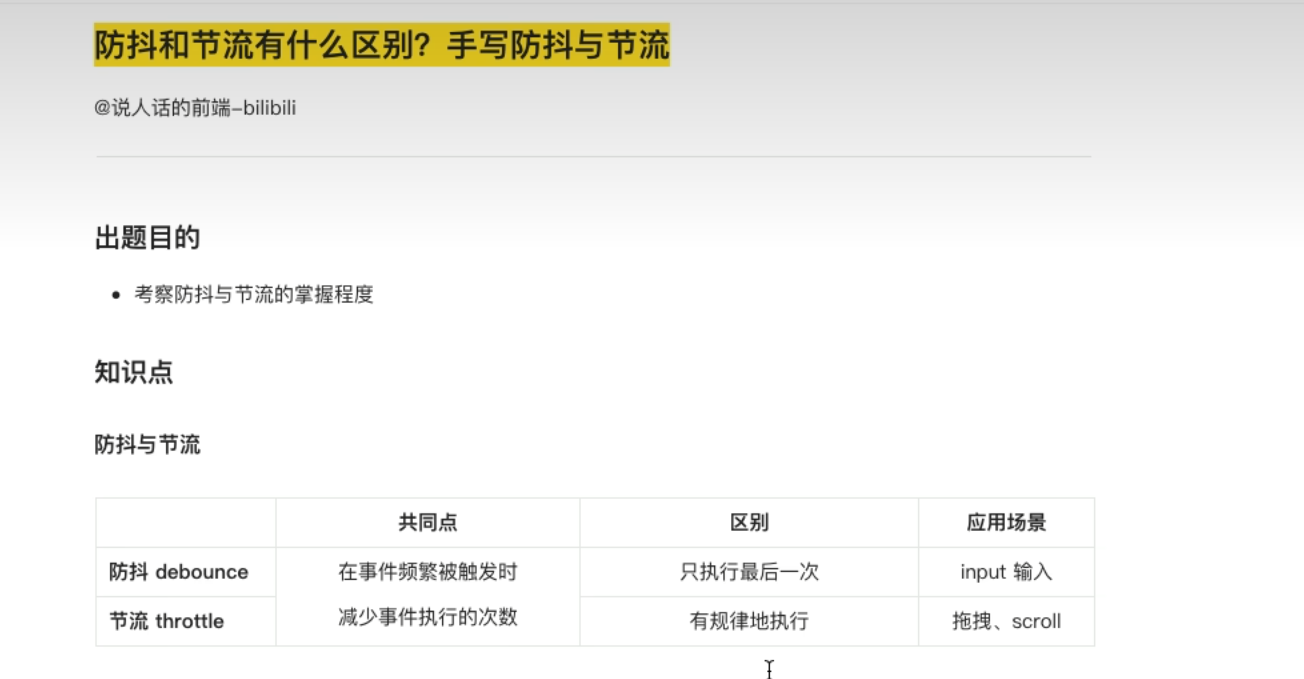 防抖和节流有什么区别？手写防抖与节流
@说人话的前端-bilibili
出题目的
• 考察防抖与节流的掌握程度
知识点
防抖与节流
共同点 区别 应用场景
防抖 debounce 在事件频繁被触发时 只执行最后一次 input 输入
节流 throttle 减少事件执行的次数 有规律地执行 拖拽、scroll